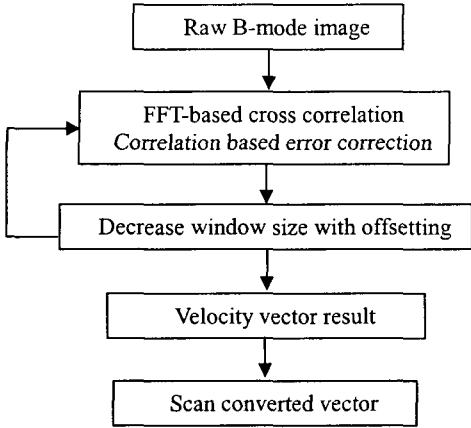 Raw B-mode image
FFT-based cross correlation
Correlation based error correction
Decrease window size with offsetting
Velocity vector result
Scan converted vector